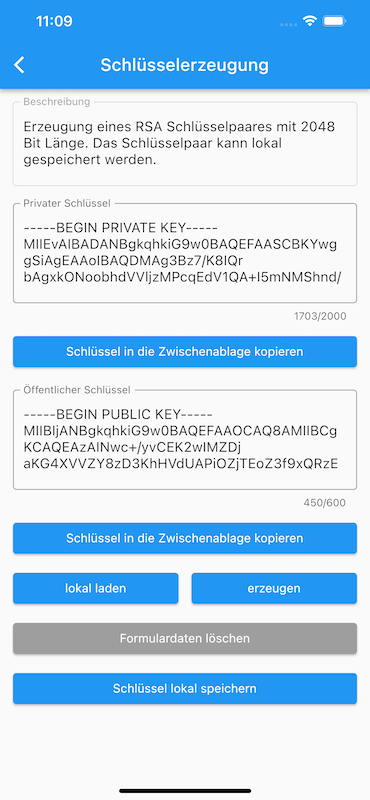 11:09
Schlüsselerzeugung
Beschreibung
Erzeugung eines RSA Schlüsselpaares mit 2048
Bit Länge. Das Schlüsselpaar kann lokal
gespeichert werden.
Privater Schlüssel
-----BEGIN PRIVATE KEY-----
MIIEvAIBADANBgkqhkiG9w0BAQEFAASCBKYwg
gSiAgEAAoIBAQDMAg3Bz7/K8IQr
bAgxkONoobhdVVljzMPcqEdV1QA+I5mNMShnd/
1703/2000
Schlüssel in die Zwischenablage kopieren
Öffentlicher Schlüssel
-----BEGIN PUBLIC KEY-----
MIIBIjANBgkqhkiG9w0BAQEFAAOCAQ8AMIIBCg
KCAQEAzAINwc+/yvCEK2wIMZDj
aKG4XVVZY8zD3KhHVdUAPiOZjTEoZ3f9xQRzE
450/600
Schlüssel in die Zwischenablage kopieren
lokal laden
erzeugen
Formulardaten löschen
Schlüssel lokal speichern